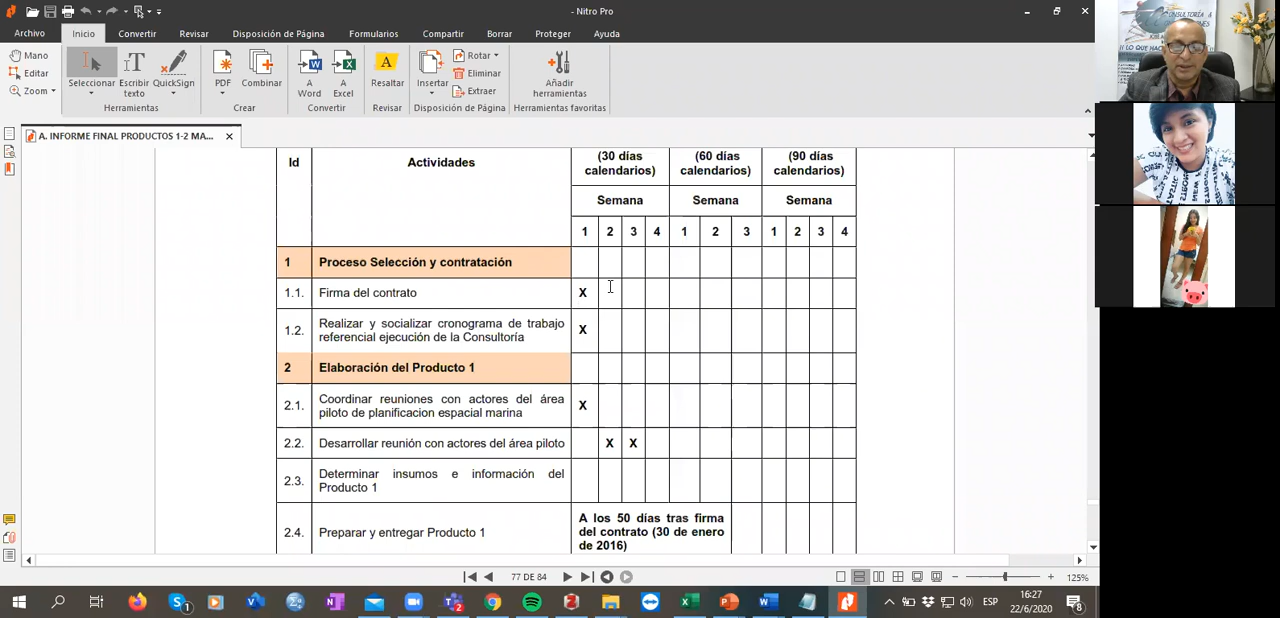 - Nitro Pro
Archivo Inicio Convertir Revisar Disposición de Página Formularios Compartir Borrar Proteger Ayuda
Mano
Editar
Zoom
Seleccionar
Escribir texto
QuickSign
Herramientas
PDF
Combinar
Crear
A Word
A Excel
Convertir
Resaltar
Revisar
Insertar
Rotar
Eliminar
Extraer
Disposición de Página
Añadir herramientas
Herramientas favoritas
A. INFORME FINAL PRODUCTOS 1-2 MA...
Id Actividades (30 días calendarios) (60 días calendarios) (90 días calendarios)
Semana Semana Semana
1 2 3 4 1 2 3 1 2 3 4
1 Proceso Selección y contratación
1.1. Firma del contrato X
1.2. Realizar y socializar cronograma de trabajo
referencial ejecución de la Consultoría X
2 Elaboración del Producto 1
2.1. Coordinar reuniones con actores del área
piloto de planificacion espacial marina X
2.2. Desarrollar reunión con actores del área piloto X X
2.3. Determinar insumos e información del
Producto 1
2.4. Preparar y entregar Producto 1
A los 50 días tras firma
del contrato (30 de enero
de 2016)
77 DE 84
125%
ESP
16:27
22/6/2020